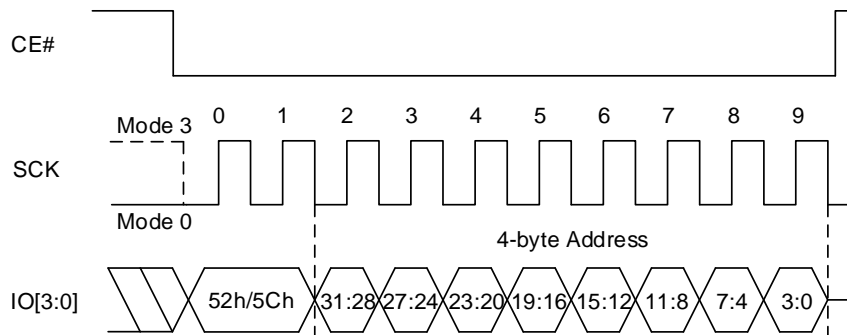 CE#
0 1 2 3 4 5 6 7 8 9
Mode 3
SCK
Mode 0
4-byte Address
IO[3:0] 52h/5Ch 31:28 27:24 23:20 19:16 15:12 11:8 7:4 3:0